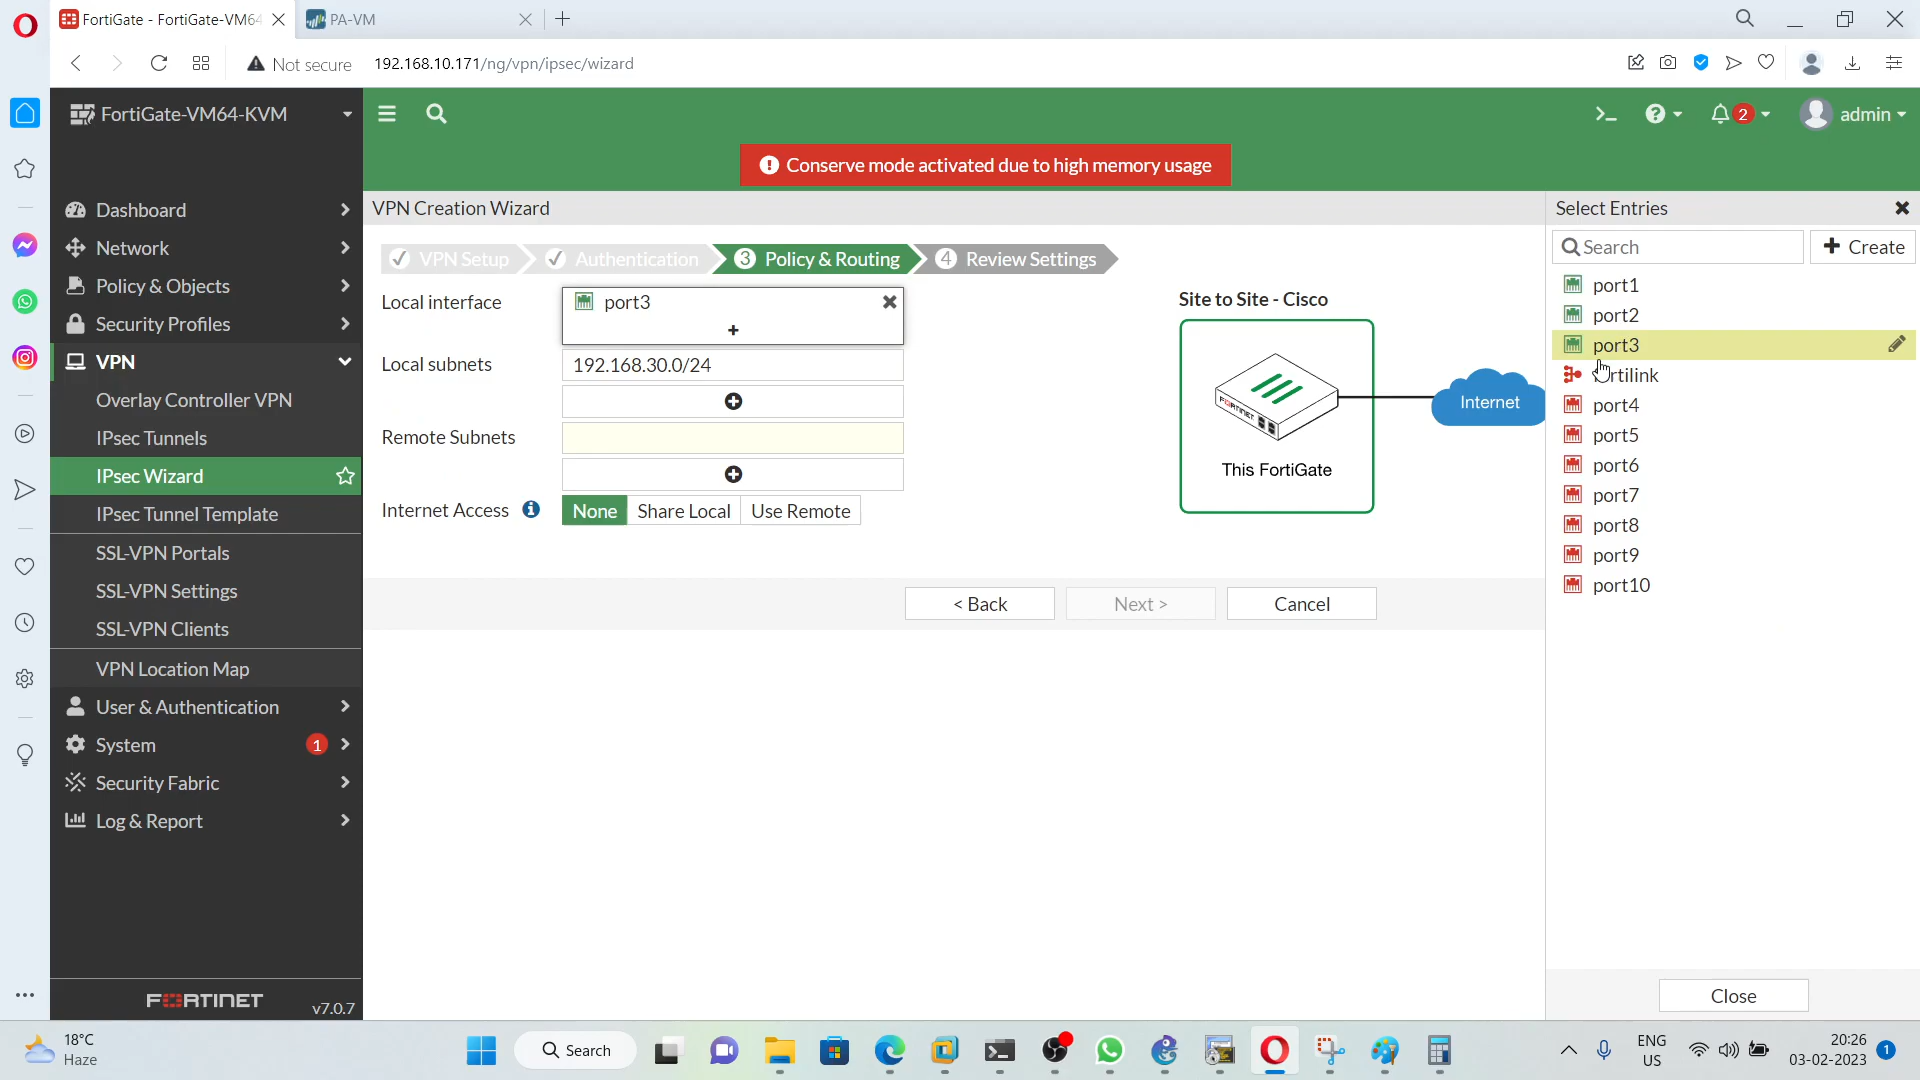 FortiGate - FortiGate-VM64
PA-VM
Not secure
192.168.10.171/ng/vpn/ipsec/wizard
FortiGate-VM64-KVM
2
admin
Conserve mode activated due to high memory usage
Dashboard
Network
Policy & Objects
Security Profiles
VPN
Overlay Controller VPN
IPsec Tunnels
IPsec Wizard
IPsec Tunnel Template
SSL-VPN Portals
SSL-VPN Settings
SSL-VPN Clients
VPN Location Map
User & Authentication
System
1
Security Fabric
Log & Report
FORTINET
v7.0.7
VPN Creation Wizard
VPN Setup
Authentication
3 Policy & Routing
4 Review Settings
Local interface
port3
Local subnets
192.168.30.0/24
Remote Subnets
Internet Access
None
Share Local
Use Remote
Site to Site - Cisco
FORTINET
This FortiGate
Internet
< Back
Next >
Cancel
Select Entries
Search
Create
port1
port2
port3
rtilink
port4
port5
port6
port7
port8
port9
port10
Close
18°C
Haze
Search
ENG
US
20:26
03-02-2023
1